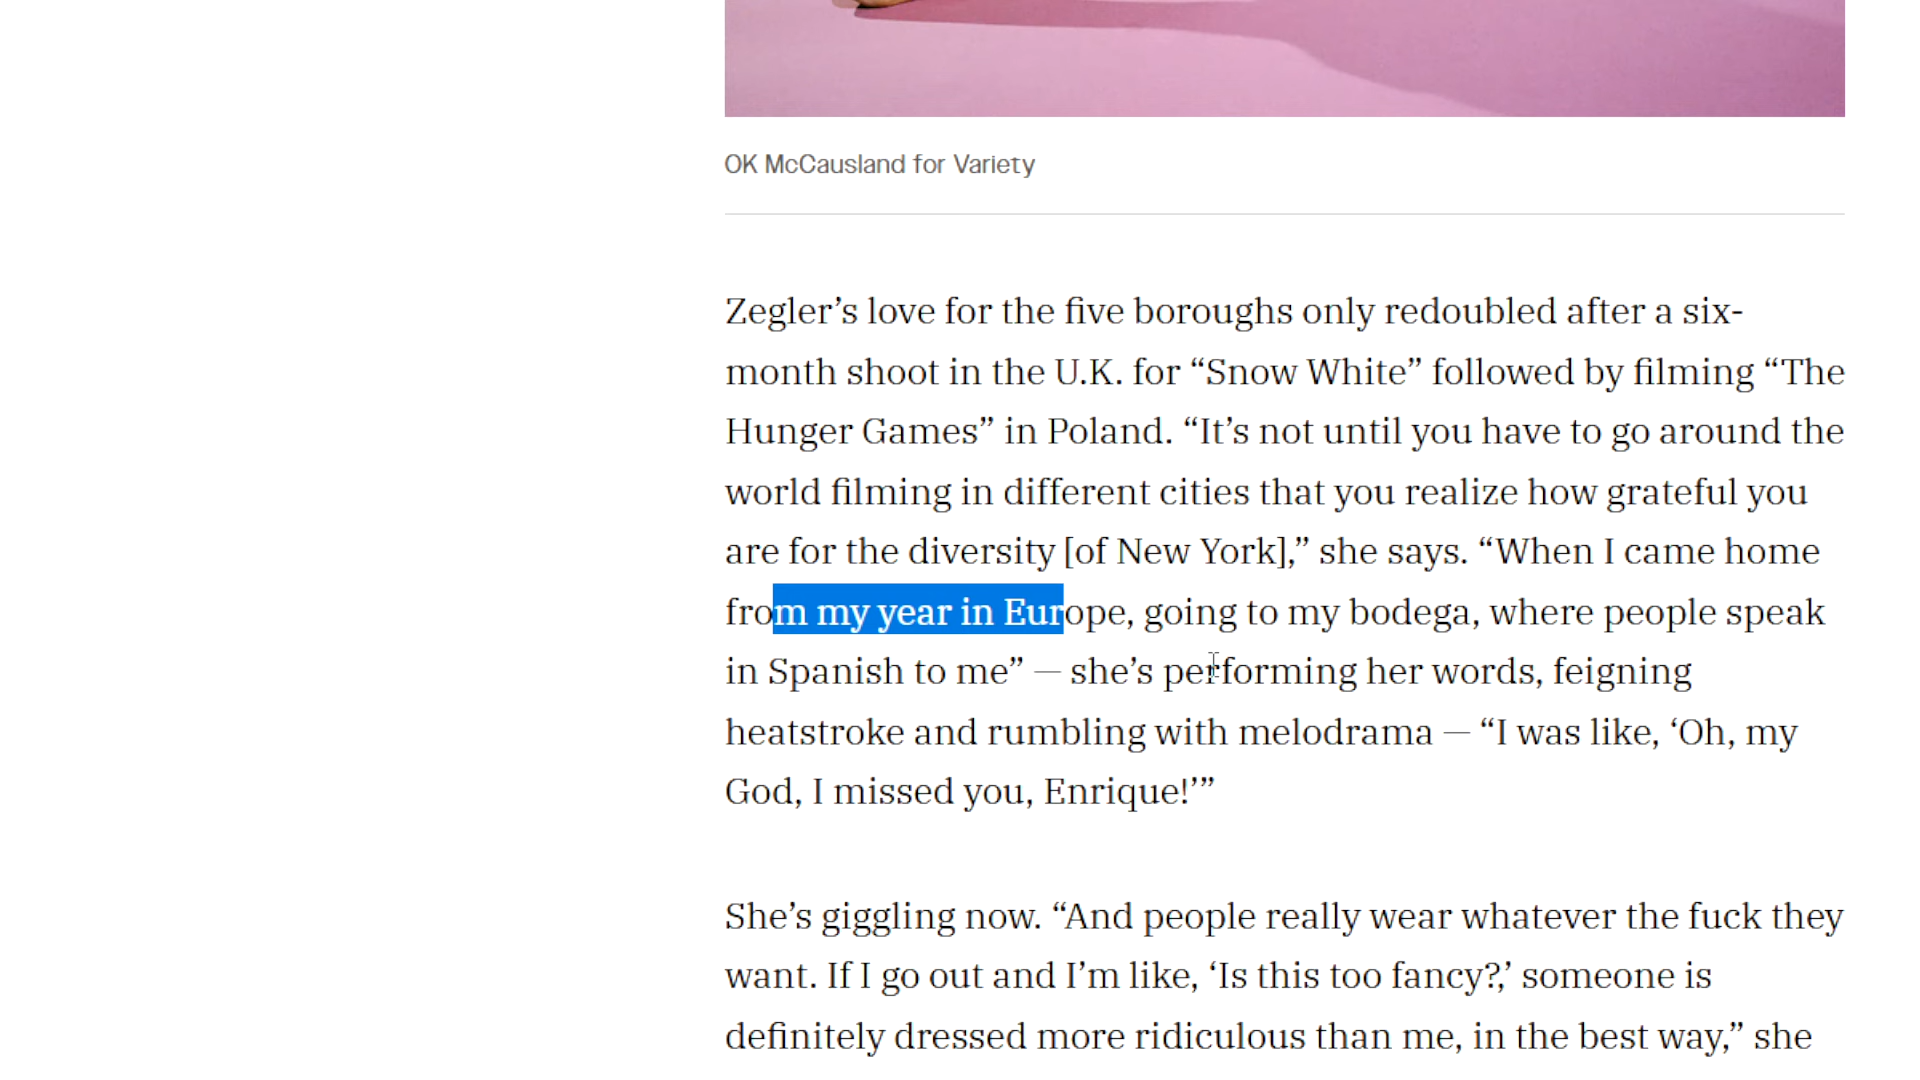 OK McCausland for Variety
Zegler’s love for the five boroughs only redoubled after a six-
month shoot in the U.K. for “Snow White” followed by filming “The
Hunger Games” in Poland. “It’s not until you have to go around the
world filming in different cities that you realize how grateful you
are for the diversity [of New York],” she says. “When I came home
from my year in Europe, going to my bodega, where people speak
in Spanish to me” — she’s performing her words, feigning
heatstroke and rumbling with melodrama — “I was like, ‘Oh, my
God, I missed you, Enrique!’”
She’s giggling now. “And people really wear whatever the fuck they
want. If I go out and I’m like, ‘Is this too fancy?,’ someone is
definitely dressed more ridiculous than me, in the best way,” she